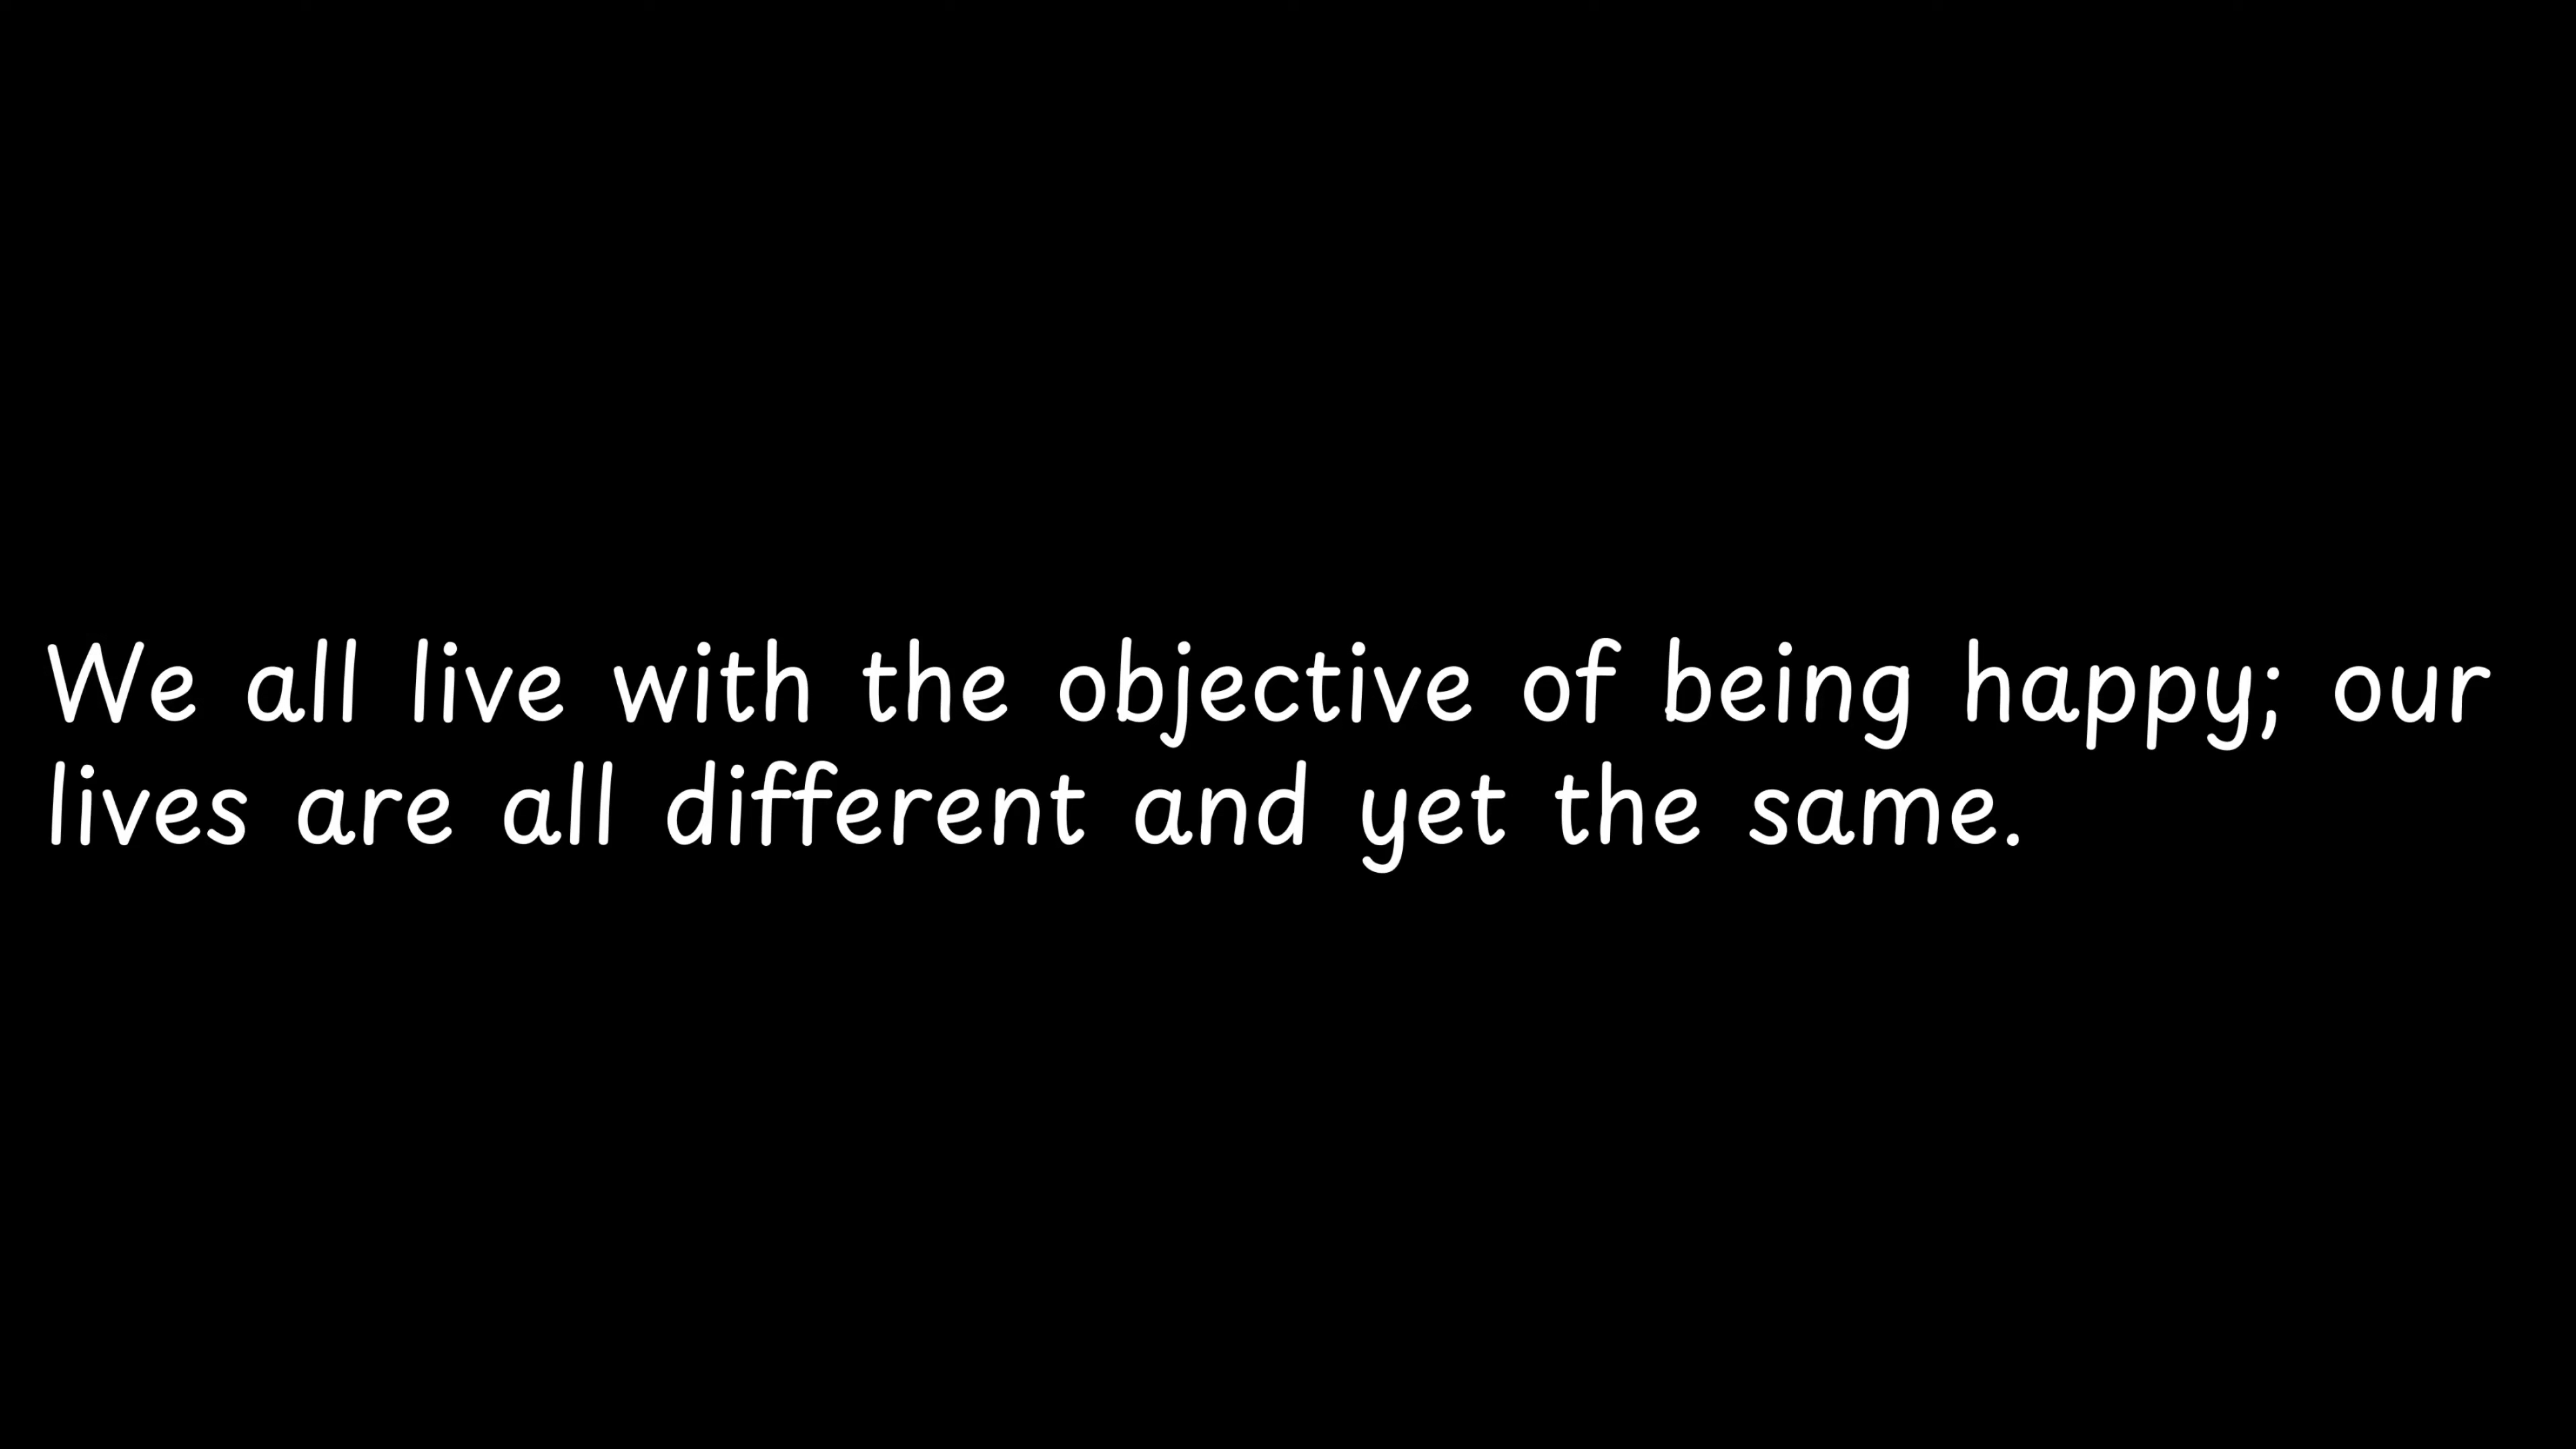 We all live with the objective of being happy; our
lives are all different and yet the same.